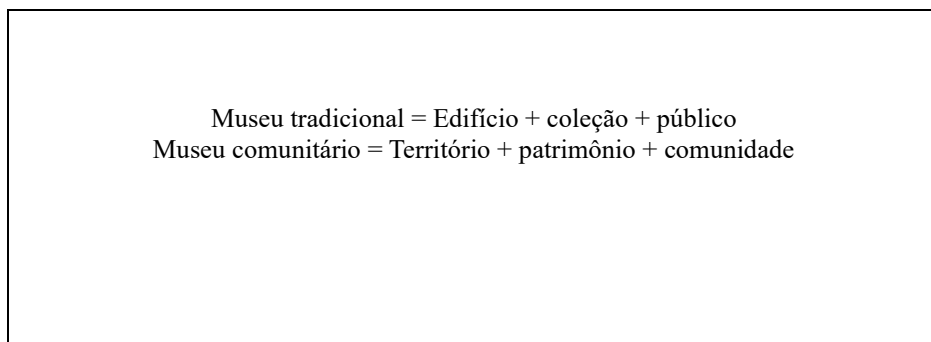 Museu tradicional = Edifício + coleção + público
Museu comunitário = Território + patrimônio + comunidade